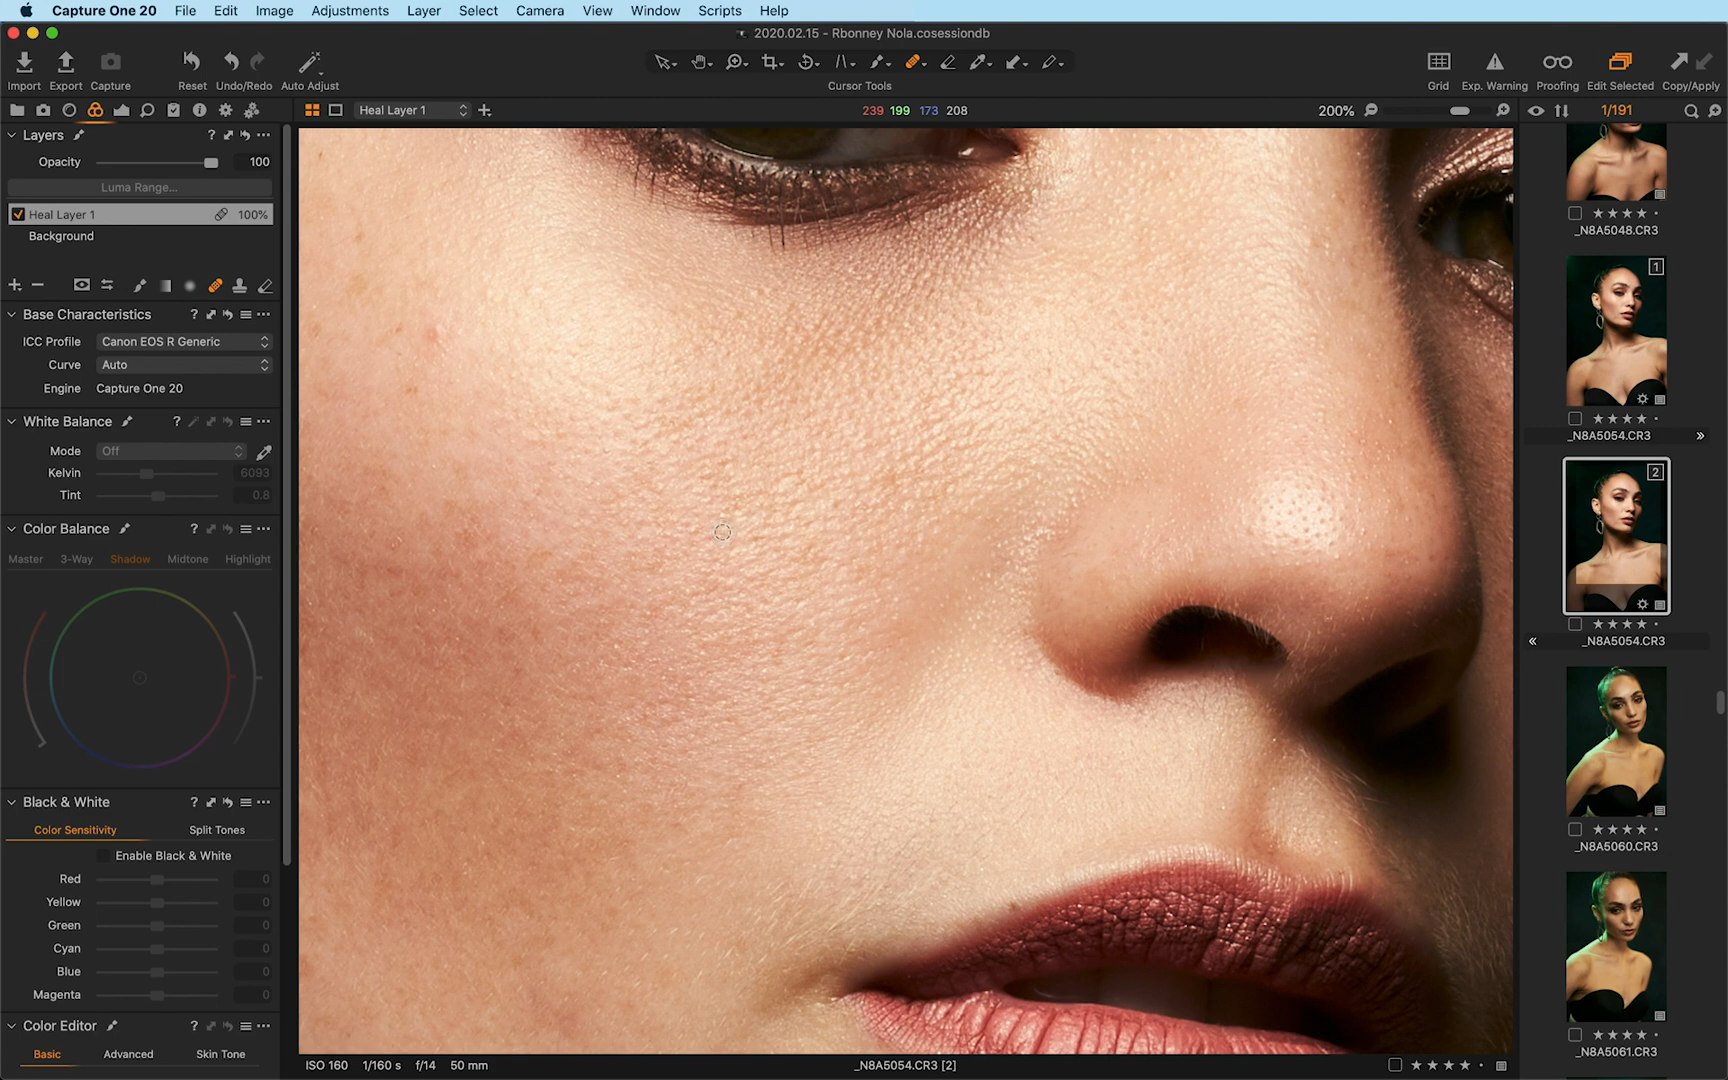 Capture One 20 File Edit Image Adjustments Layer Select Camera View Window Scripts Help
2020.02.15 - Rbonney Nola.cosessiondb
Import Export Capture Reset Undo/Redo Auto Adjust Cursor Tools Grid Exp. Warning Proofing Edit Selected Copy/Apply
Heal Layer 1 239 199 173 208 200% 1/191
Layers ?
Opacity 100
Luma Range...
Heal Layer 1 100%
Background
Base Characteristics ?
ICC Profile Canon EOS R Generic
Curve Auto
Engine Capture One 20
White Balance ?
Mode Off
Kelvin 6093
Tint 0.8
Color Balance ?
Master 3-Way Shadow Midtone Highlight
Black & White ?
Color Sensitivity Split Tones
Enable Black & White
Red 0
Yellow 0
Green 0
Cyan 0
Blue 0
Magenta 0
Color Editor ?
Basic Advanced Skin Tone
_N8A5048.CR3
1
_N8A5054.CR3
2
_N8A5054.CR3
_N8A5060.CR3
_N8A5061.CR3
ISO 160 1/160 s f/14 50 mm _N8A5054.CR3 [2]